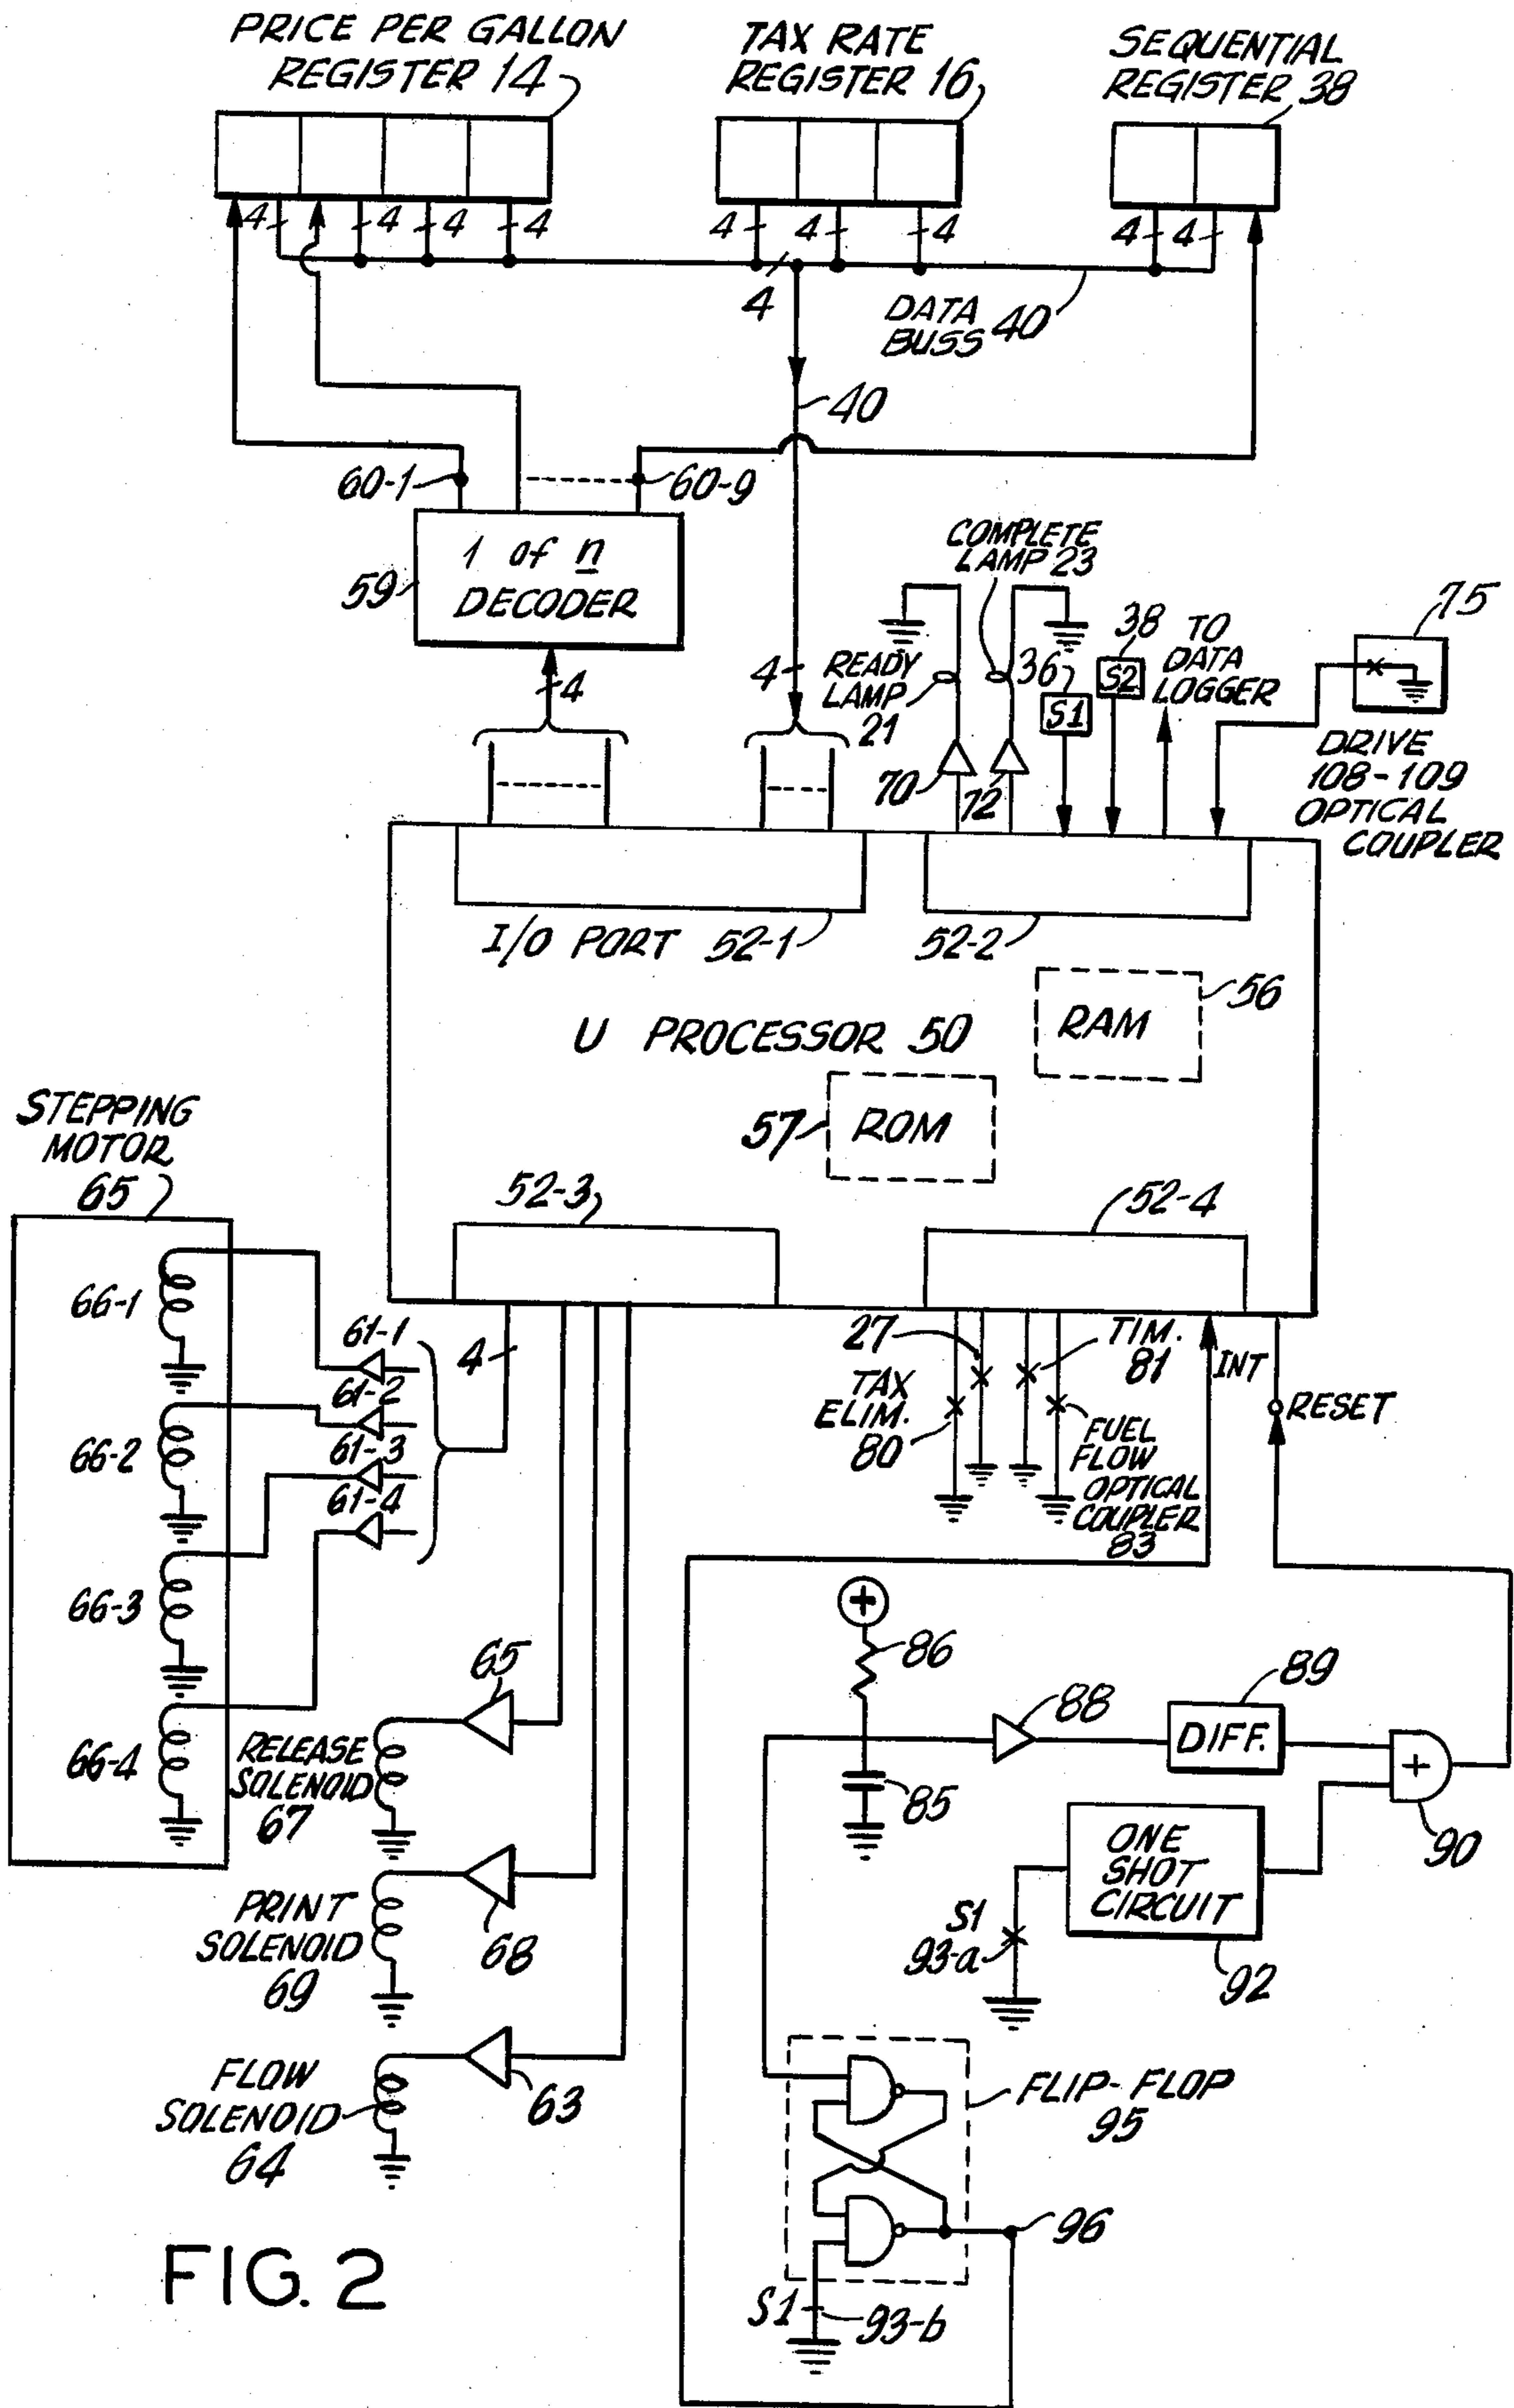 PRICE PER GALLON
REGISTER 14
TAX RATE
REGISTER 16
SEQUENTIAL
REGISTER 38
4
4
4
4
4
4
4
4
4
4
DATA
BUSS 40
40
60-1
60-9
1 of n
DECODER
59
4
4
COMPLETE
LAMP 23
READY
LAMP
21
36
S1
38
S2
TO
DATA
LOGGER
75
DRIVE
108-109
OPTICAL
COUPLER
70
72
I/O PORT 52-1
52-2
U PROCESSOR 50
RAM
56
57
ROM
STEPPING
MOTOR
65
52-3
52-4
66-1
66-2
66-3
66-4
61-1
61-2
61-3
61-4
4
27
TAX
ELIM.
80
TIM.
81
FUEL
FLOW
OPTICAL
COUPLER
83
INT
RESET
65
RELEASE
SOLENOID
67
PRINT
SOLENOID
69
68
FLOW
SOLENOID
64
63
+
86
85
88
89
DIFF.
+
90
ONE
SHOT
CIRCUIT
92
S1
93-a
FLIP-FLOP
95
96
S1
93-b
FIG. 2